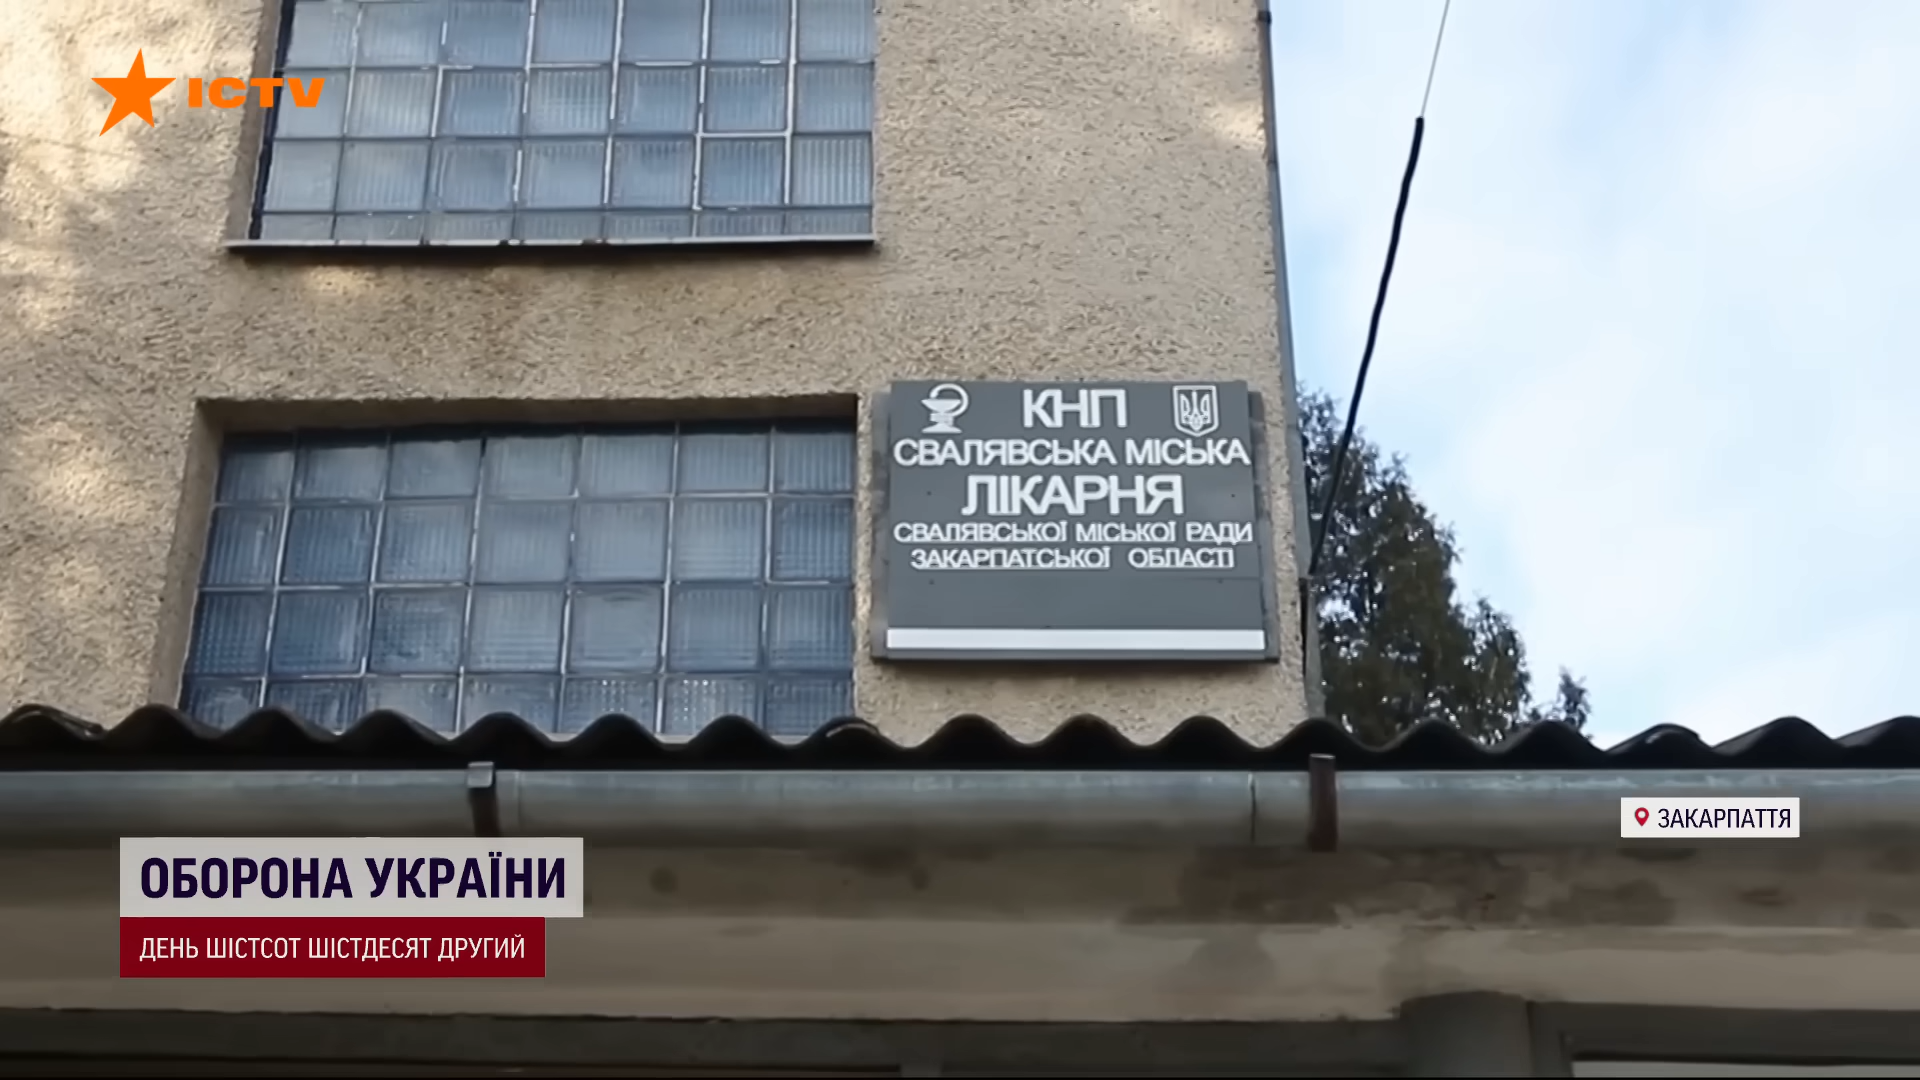 ICTV
КНП
СВАЛЯВСЬКА МІСЬКА
ЛІКАРНЯ
СВАЛЯВСЬКОЇ МІСЬКОЇ РАДИ
ЗАКАРПАТСЬКОЇ ОБЛАСТІ
ЗАКАРПАТТЯ
ОБОРОНА УКРАЇНИ
ДЕНЬ ШІСТСОТ ШІСТДЕСЯТ ДРУГИЙ